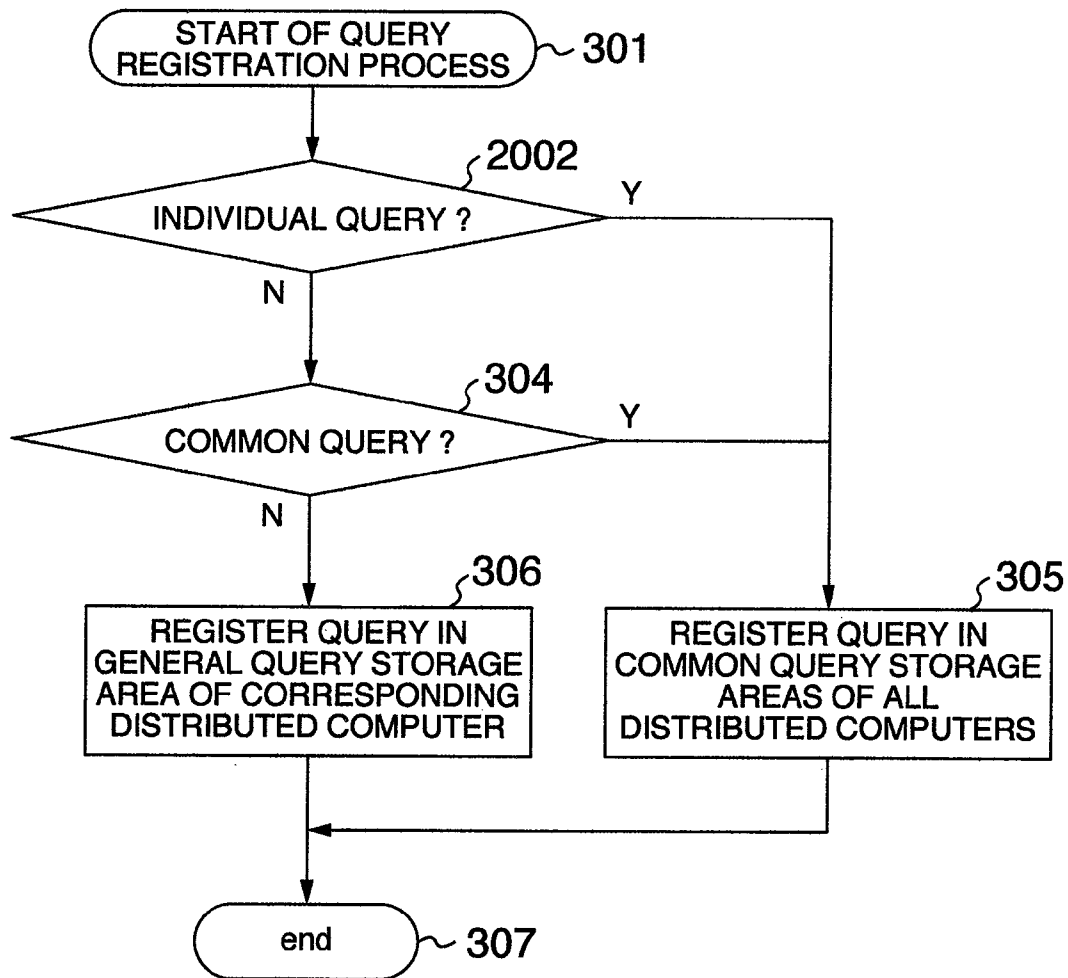 START OF QUERY
REGISTRATION PROCESS
301
2002
INDIVIDUAL QUERY ?
Y
N
304
COMMON QUERY ?
Y
N
306
REGISTER QUERY IN
GENERAL QUERY STORAGE
AREA OF CORRESPONDING
DISTRIBUTED COMPUTER
305
REGISTER QUERY IN
COMMON QUERY STORAGE
AREAS OF ALL
DISTRIBUTED COMPUTERS
end
307